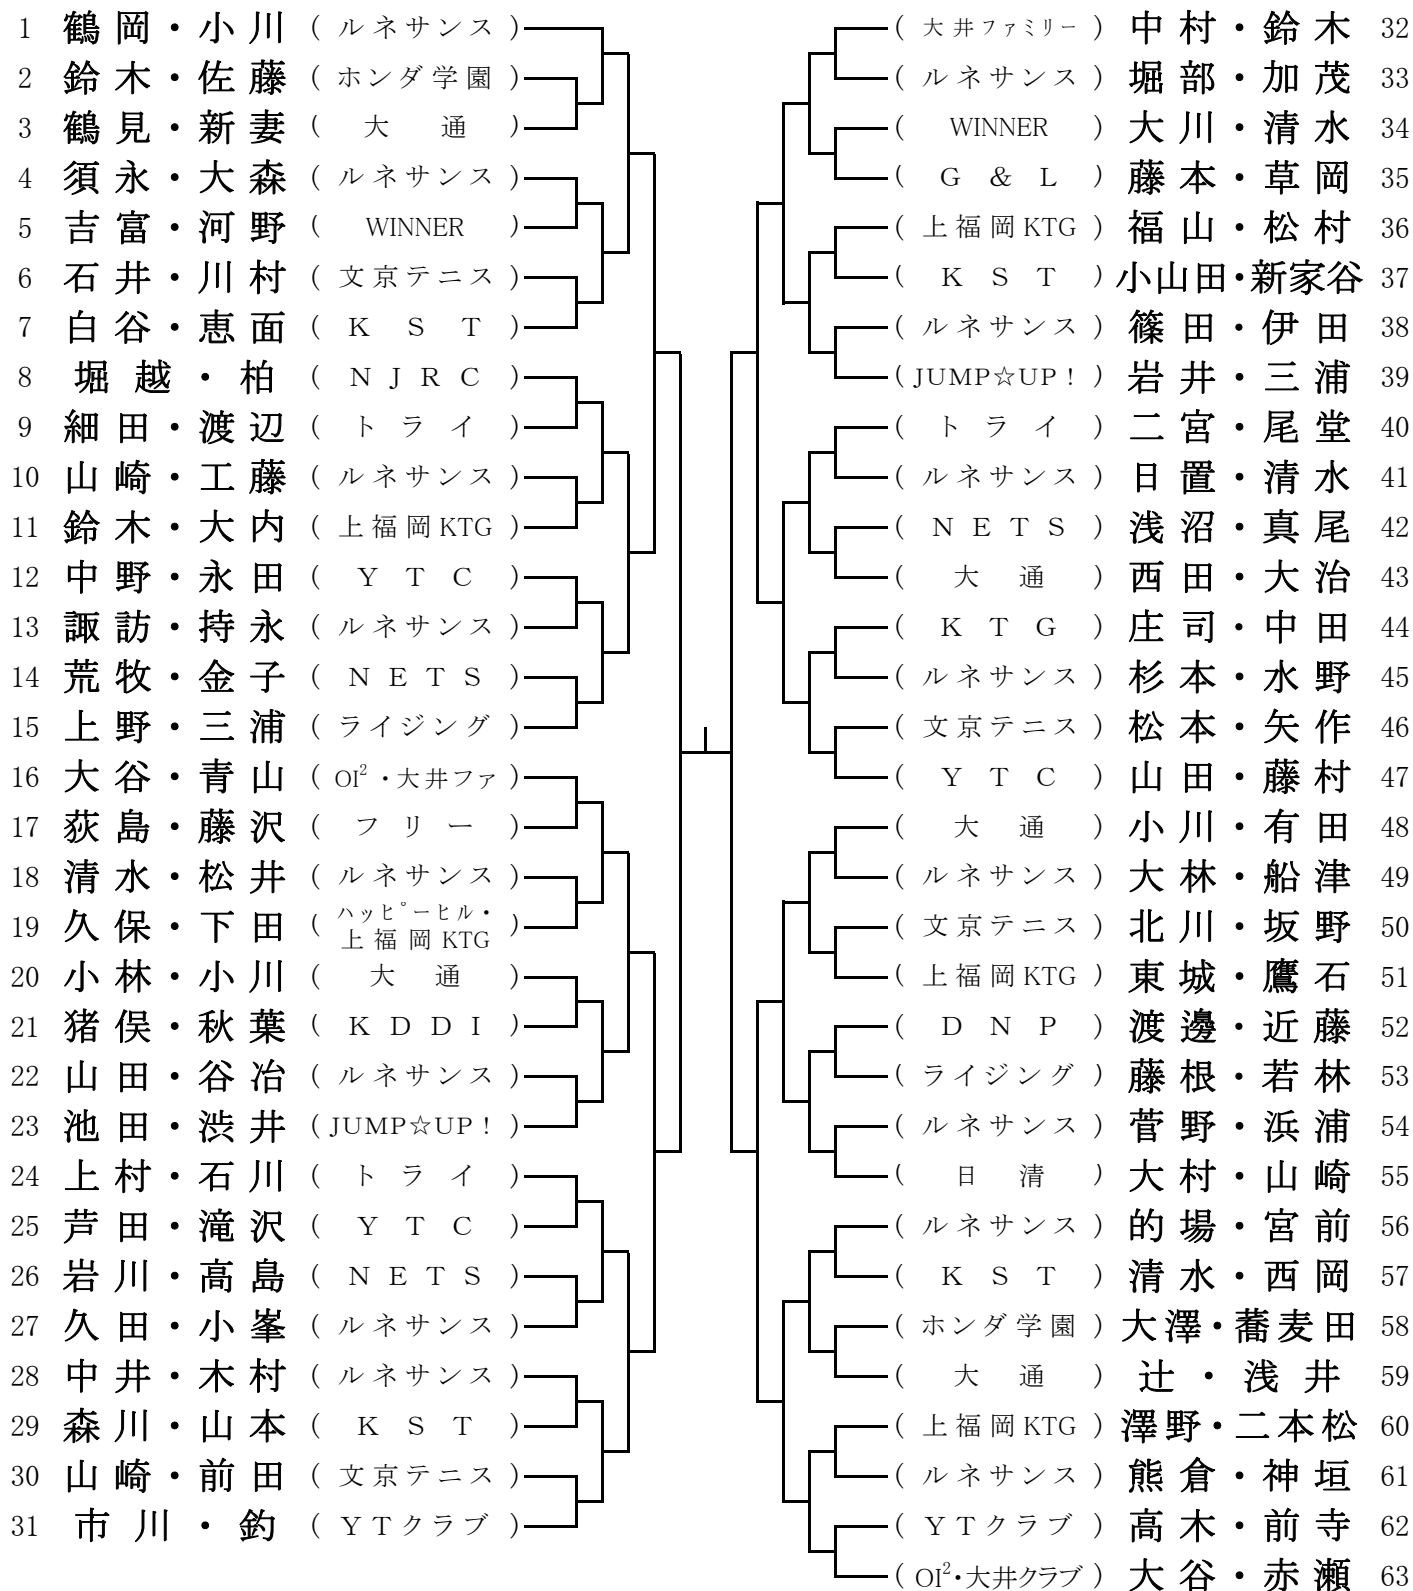 1 鶴岡・小川 (ルネサンス)
2 鈴木・佐藤 (ホンダ学園)
3 鶴見・新妻 (大通)
4 須永・大森 (ルネサンス)
5 吉富・河野 (WINNER)
6 石井・川村 (文京テニス)
7 白谷・恵面 (KST)
8 堀越・柏 (NJRC)
9 細田・渡辺 (トライ)
10 山崎・工藤 (ルネサンス)
11 鈴木・大内 (上福岡KTG)
12 中野・永田 (YTC)
13 諏訪・持永 (ルネサンス)
14 荒牧・金子 (NETS)
15 上野・三浦 (ライジング)
16 大谷・青山 (OI²・大井ファ)
17 荻島・藤沢 (フリー)
18 清水・松井 (ルネサンス)
19 久保・下田 (ハッピーヒル・
上福岡KTG)
20 小林・小川 (大通)
21 猪俣・秋葉 (KDDI)
22 山田・谷冶 (ルネサンス)
23 池田・渋井 (JUMP☆UP!)
24 上村・石川 (トライ)
25 芦田・滝沢 (YTC)
26 岩川・高島 (NETS)
27 久田・小峯 (ルネサンス)
28 中井・木村 (ルネサンス)
29 森川・山本 (KST)
30 山崎・前田 (文京テニス)
31 市川・釣 (YTクラブ)
(大井ファミリー) 中村・鈴木 32
(ルネサンス) 堀部・加茂 33
(WINNER) 大川・清水 34
(G&L) 藤本・草岡 35
(上福岡KTG) 福山・松村 36
(KST) 小山田・新家谷 37
(ルネサンス) 篠田・伊田 38
(JUMP☆UP!) 岩井・三浦 39
(トライ) 二宮・尾堂 40
(ルネサンス) 日置・清水 41
(NETS) 浅沼・真尾 42
(大通) 西田・大治 43
(KTG) 庄司・中田 44
(ルネサンス) 杉本・水野 45
(文京テニス) 松本・矢作 46
(YTC) 山田・藤村 47
(大通) 小川・有田 48
(ルネサンス) 大林・船津 49
(文京テニス) 北川・坂野 50
(上福岡KTG) 東城・鷹石 51
(DNP) 渡邊・近藤 52
(ライジング) 藤根・若林 53
(ルネサンス) 菅野・浜浦 54
(日清) 大村・山崎 55
(ルネサンス) 的場・宮前 56
(KST) 清水・西岡 57
(ホンダ学園) 大澤・蕎麦田 58
(大通) 辻・浅井 59
(上福岡KTG) 澤野・二本松 60
(ルネサンス) 熊倉・神垣 61
(YTクラブ) 高木・前寺 62
(OI²・大井クラブ) 大谷・赤瀬 63